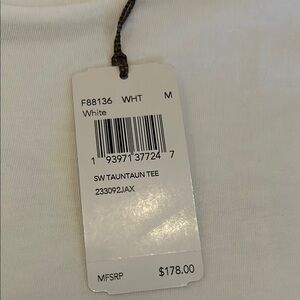 F88136 WHT M
White
1 93971 37724 7
SW TAUNTAUN TEE
233092JAX
MFSRP $178.00